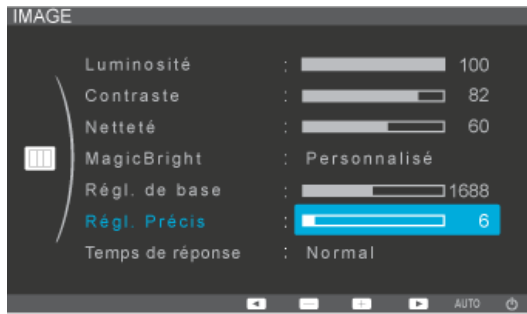 IMAGE
Luminosité : 100
Contraste : 82
Netteté : 60
MagicBright : Personnalisé
Régl. de base : 1688
Régl. Précis : 6
Temps de réponse : Normal
AUTO